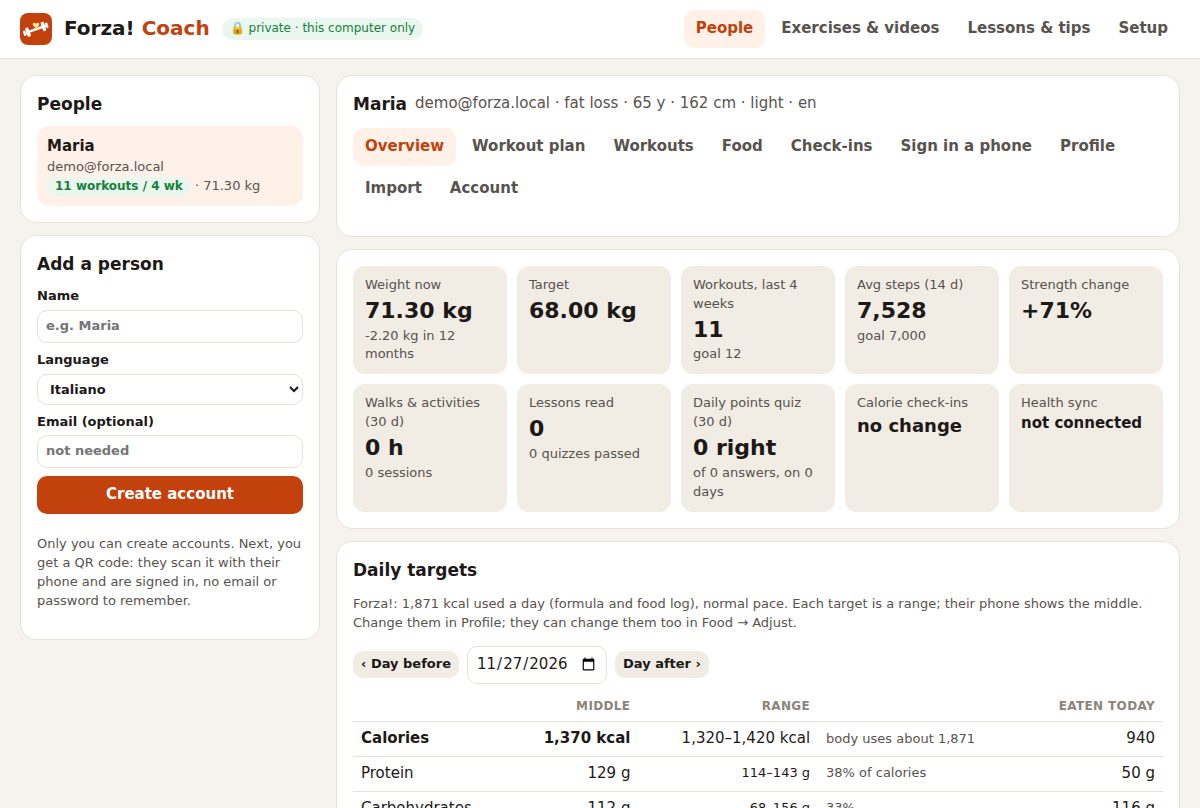 Forza! Coach
🔒 private · this computer only
People
Exercises & videos
Lessons & tips
Setup
People
Maria
demo@forza.local
11 workouts / 4 wk · 71.30 kg
Add a person
Name
e.g. Maria
Language
Italiano
Email (optional)
not needed
Create account
Only you can create accounts. Next, you
get a QR code: they scan it with their
phone and are signed in, no email or
password to remember.
Maria demo@forza.local · fat loss · 65 y · 162 cm · light · en
Overview
Workout plan
Workouts
Food
Check-ins
Sign in a phone
Profile
Import
Account
Weight now
71.30 kg
-2.20 kg in 12
months
Target
68.00 kg
Workouts, last 4
weeks
11
goal 12
Avg steps (14 d)
7,528
goal 7,000
Strength change
+71%
Walks & activities
(30 d)
0 h
0 sessions
Lessons read
0
0 quizzes passed
Daily points quiz
(30 d)
0 right
of 0 answers, on 0
days
Calorie check-ins
no change
Health sync
not connected
Daily targets
Forza!: 1,871 kcal used a day (formula and food log), normal pace. Each target is a range; their phone shows the middle.
Change them in Profile; they can change them too in Food → Adjust.
‹ Day before
11/27/2026
Day after ›
MIDDLE RANGE EATEN TODAY
Calories 1,370 kcal 1,320–1,420 kcal body uses about 1,871 940
Protein 129 g 114–143 g 38% of calories 50 g
Carbohydrates 112 g 68–156 g 33% 116 g